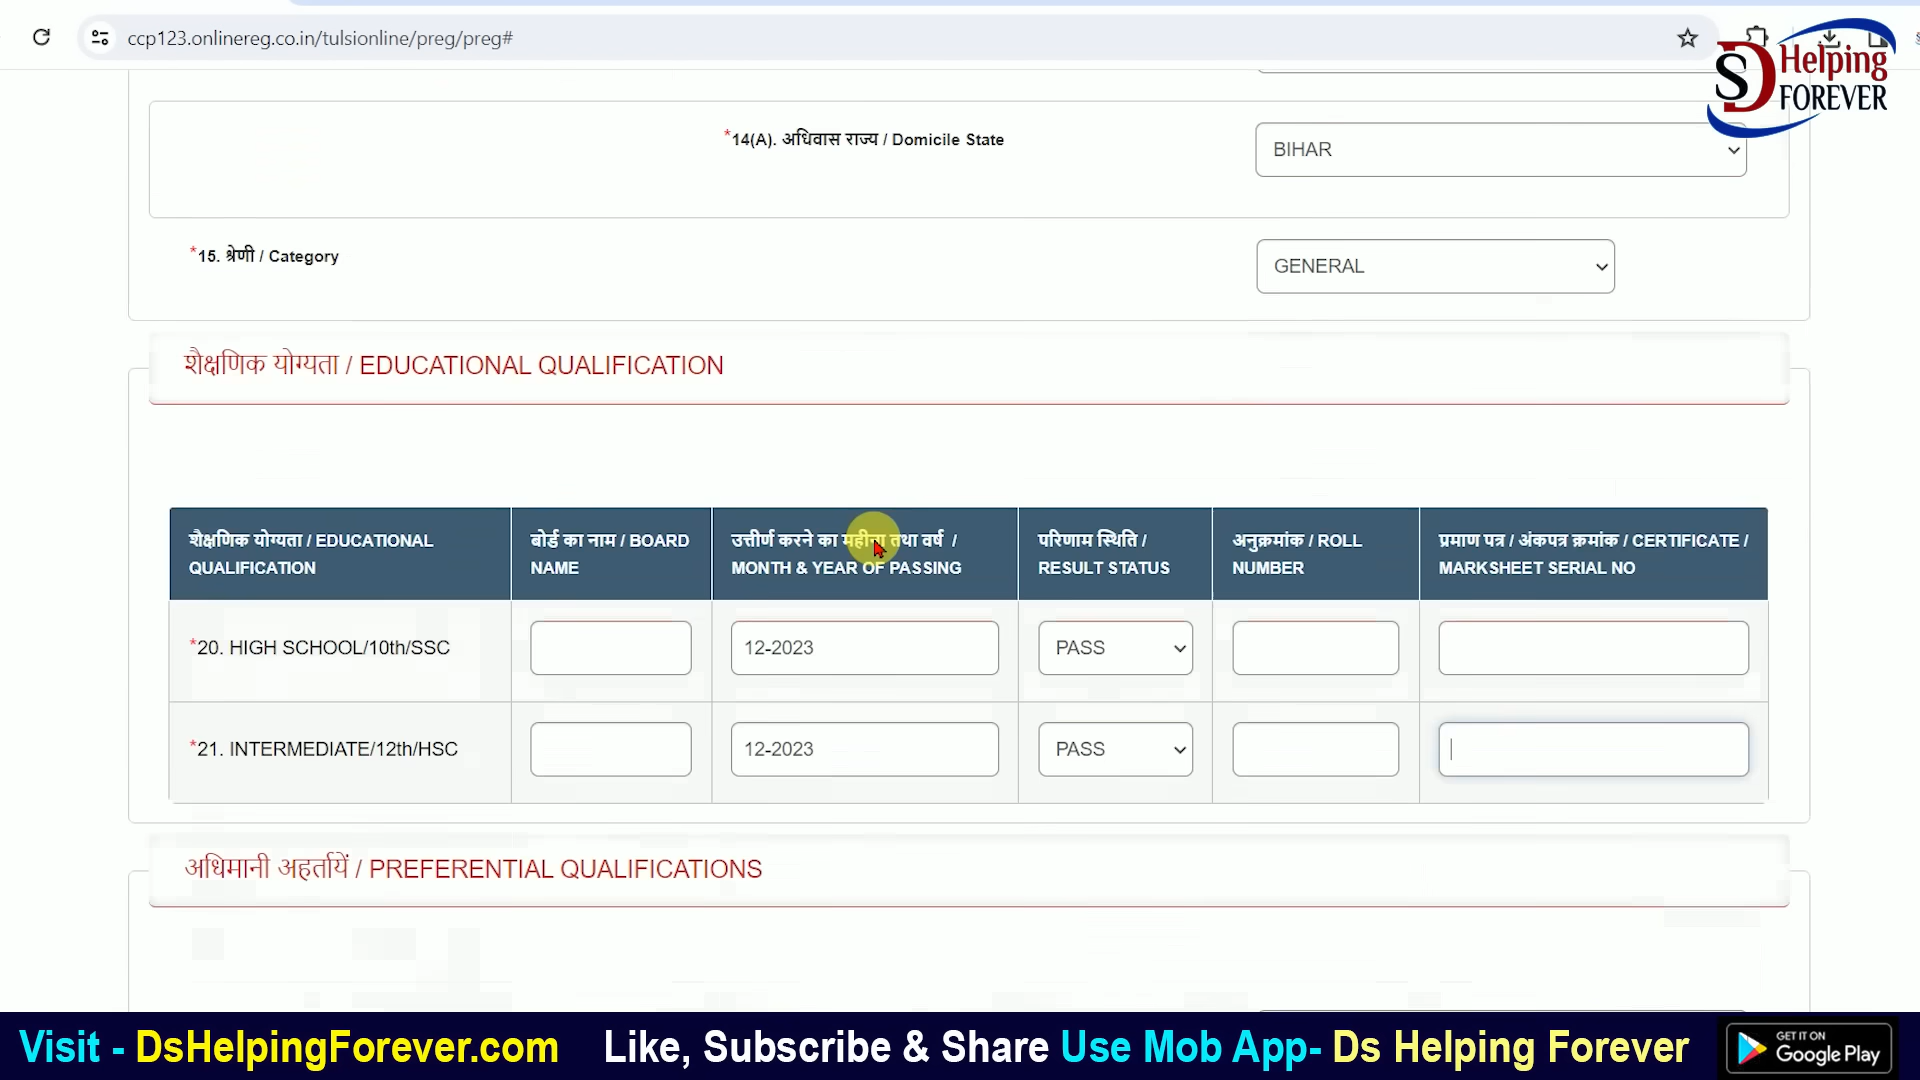 ccp123.onlinereg.co.in/tulsionline/preg/preg#
SD Helping
FOREVER
*14(A). अधिवास राज्य / Domicile State
BIHAR
*15. श्रेणी / Category
GENERAL
शैक्षणिक योग्यता / EDUCATIONAL QUALIFICATION
शैक्षणिक योग्यता / EDUCATIONAL QUALIFICATION
बोर्ड का नाम / BOARD NAME
उत्तीर्ण करने का महीना तथा वर्ष / MONTH & YEAR OF PASSING
परिणाम स्थिति / RESULT STATUS
अनुक्रमांक / ROLL NUMBER
प्रमाण पत्र / अंकपत्र क्रमांक / CERTIFICATE / MARKSHEET SERIAL NO
*20. HIGH SCHOOL/10th/SSC
12-2023
PASS
*21. INTERMEDIATE/12th/HSC
12-2023
PASS
अधिमानी अहर्तायें / PREFERENTIAL QUALIFICATIONS
Visit - DsHelpingForever.com Like, Subscribe & Share Use Mob App- Ds Helping Forever
GET IT ON
Google Play